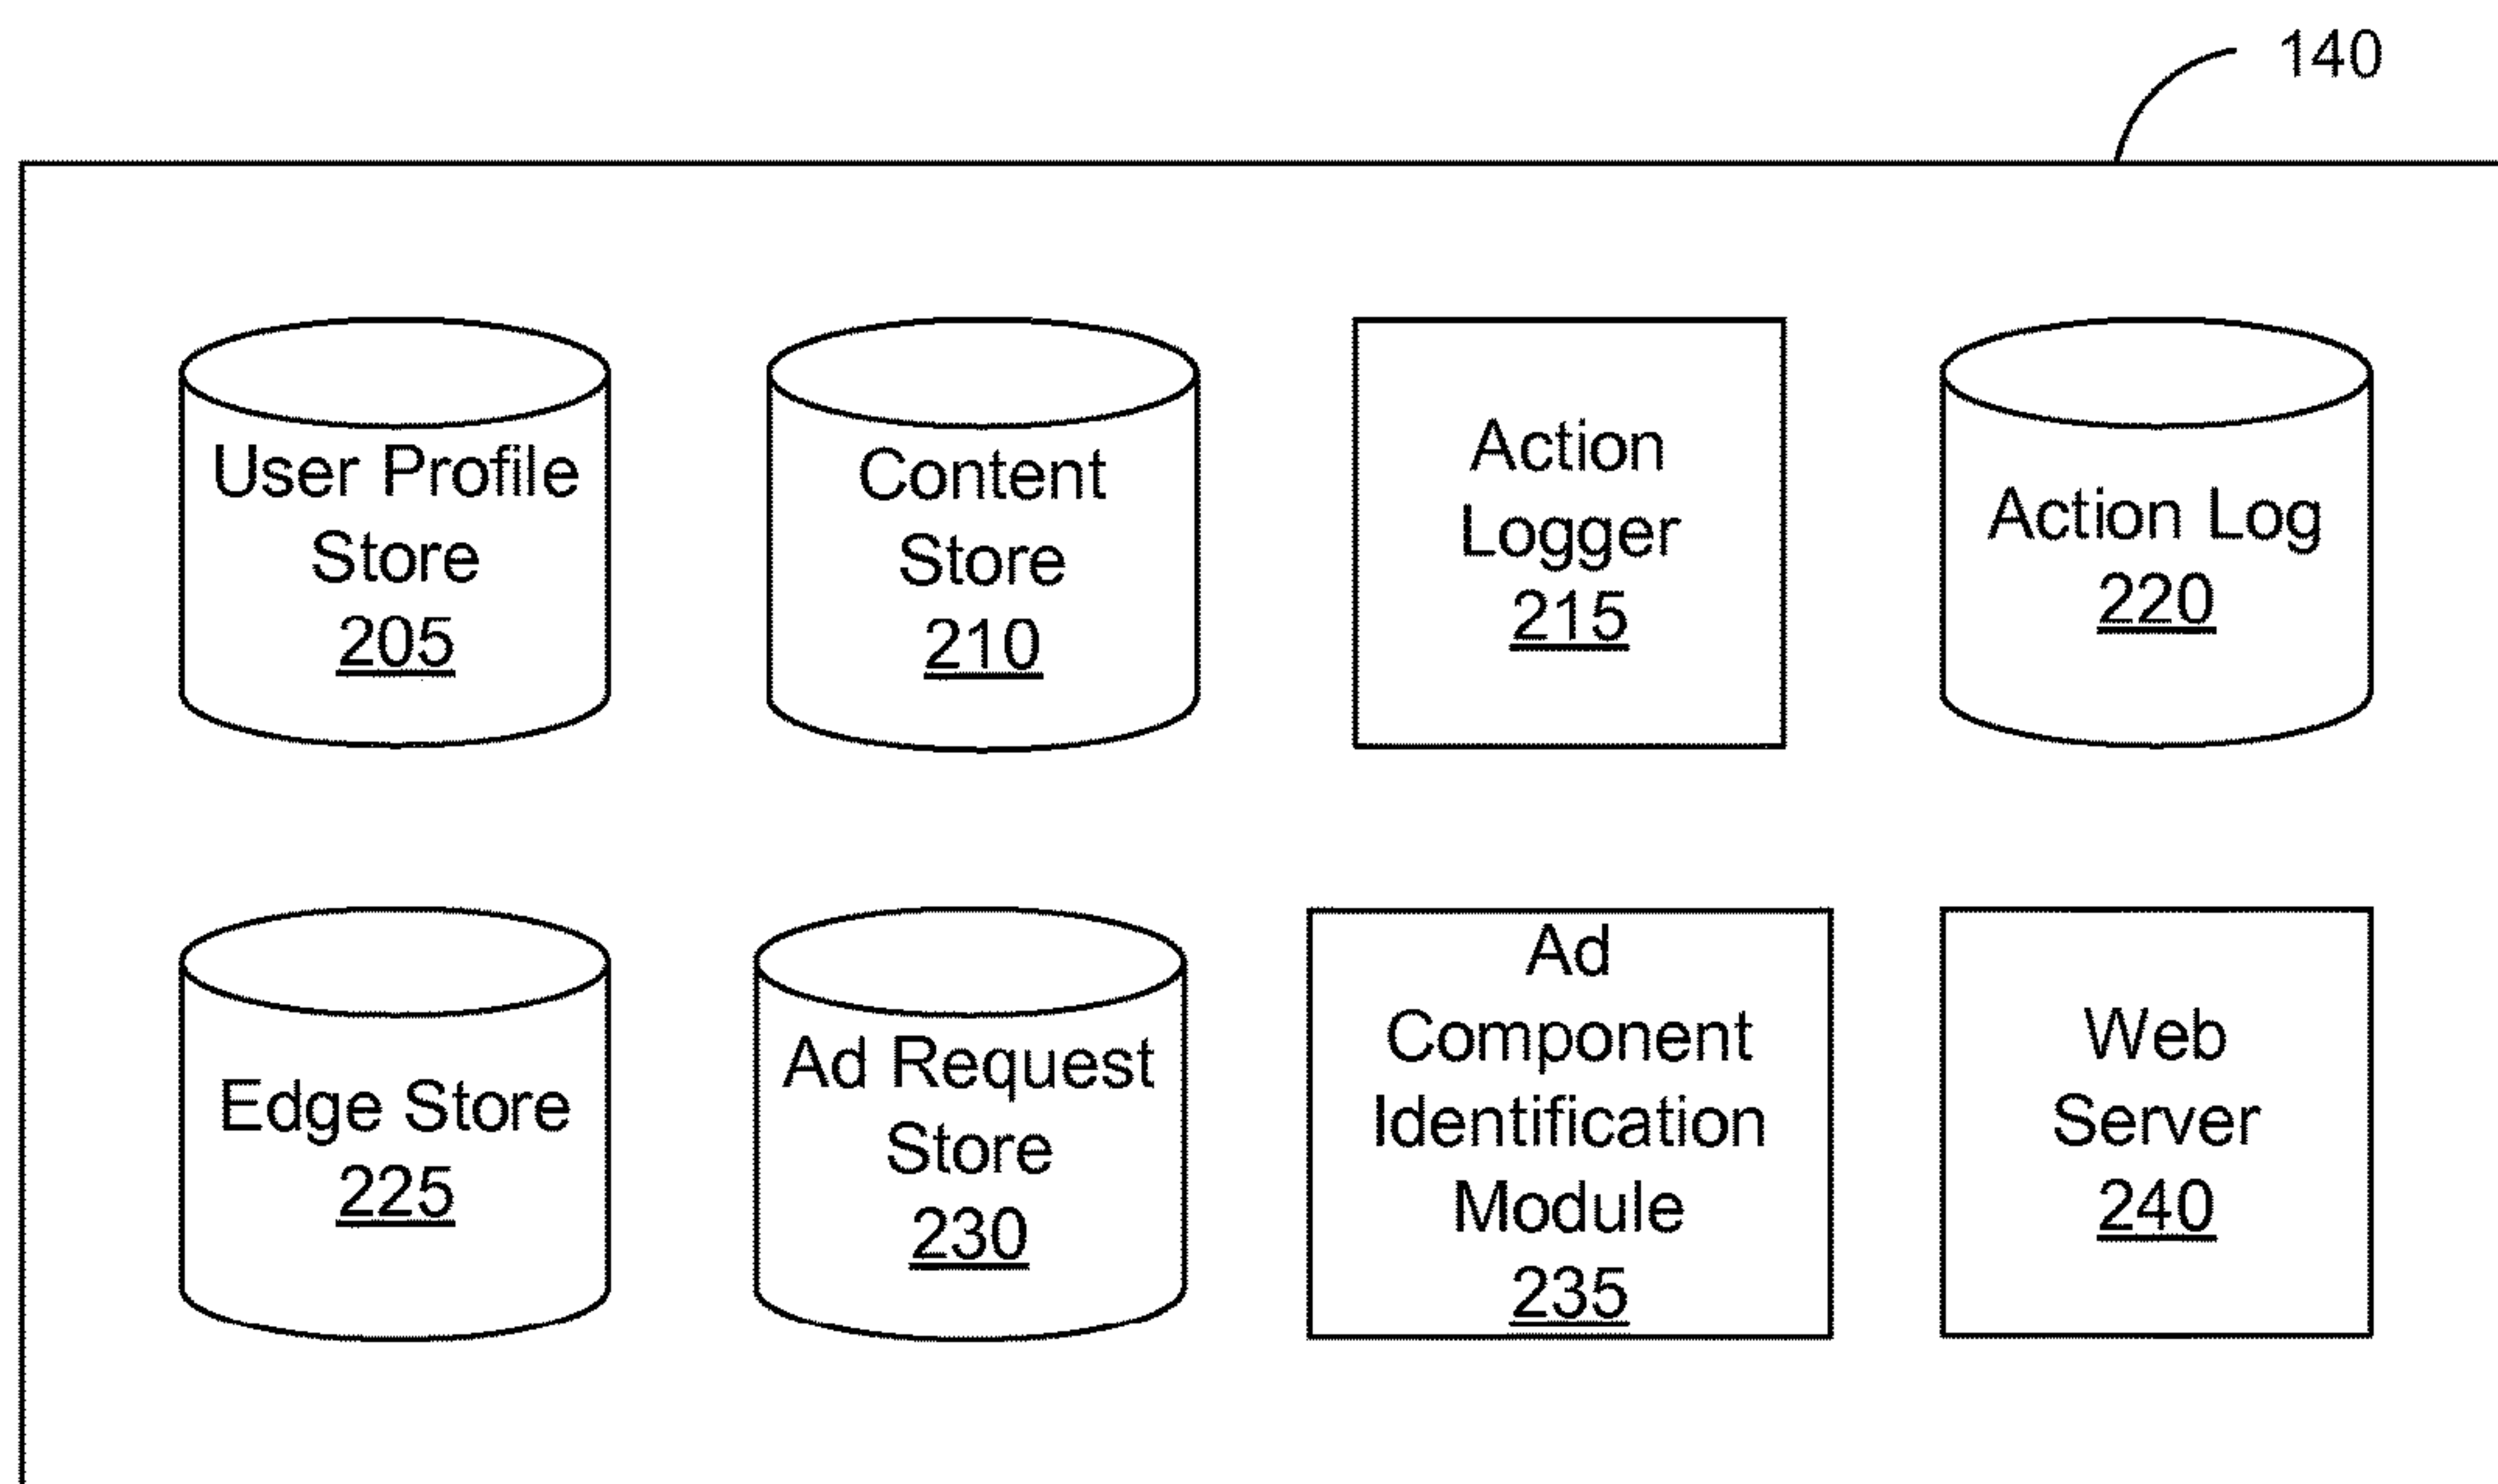 140
User Profile
Store
205
Content
Store
210
Action
Logger
215
Action Log
220
Edge Store
225
Ad Request
Store
230
Ad
Component
Identification
Module
235
Web
Server
240